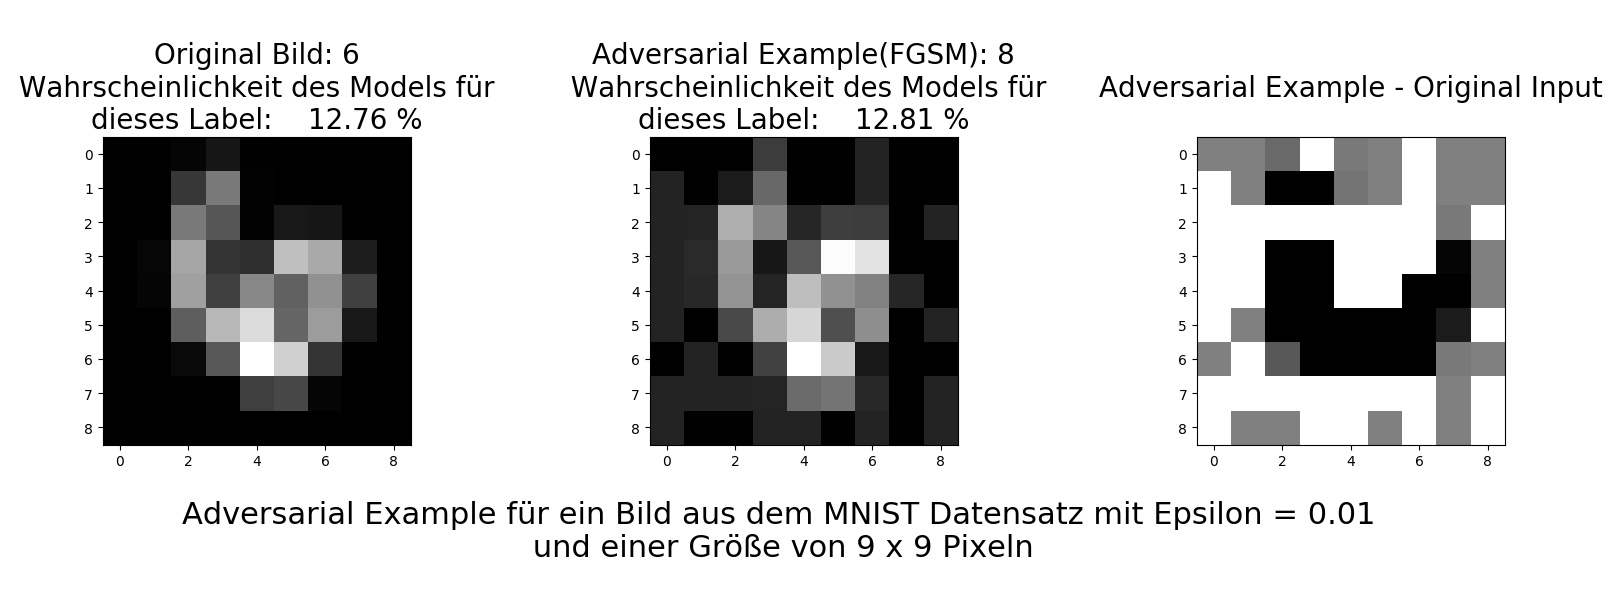 Original Bild: 6
Wahrscheinlichkeit des Models für
dieses Label: 12.76 %
0
1
2
3
4
5
6
7
8
0 2 4 6 8
Adversarial Example(FGSM): 8
Wahrscheinlichkeit des Models für
dieses Label: 12.81 %
0
1
2
3
4
5
6
7
8
0 2 4 6 8
Adversarial Example - Original Input
0
1
2
3
4
5
6
7
8
0 2 4 6 8
Adversarial Example für ein Bild aus dem MNIST Datensatz mit Epsilon = 0.01
und einer Größe von 9 x 9 Pixeln